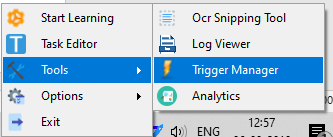 Start Learning
Task Editor
Tools
Options
Exit
Ocr Snipping Tool
Log Viewer
Trigger Manager
Analytics
ENG
12:57